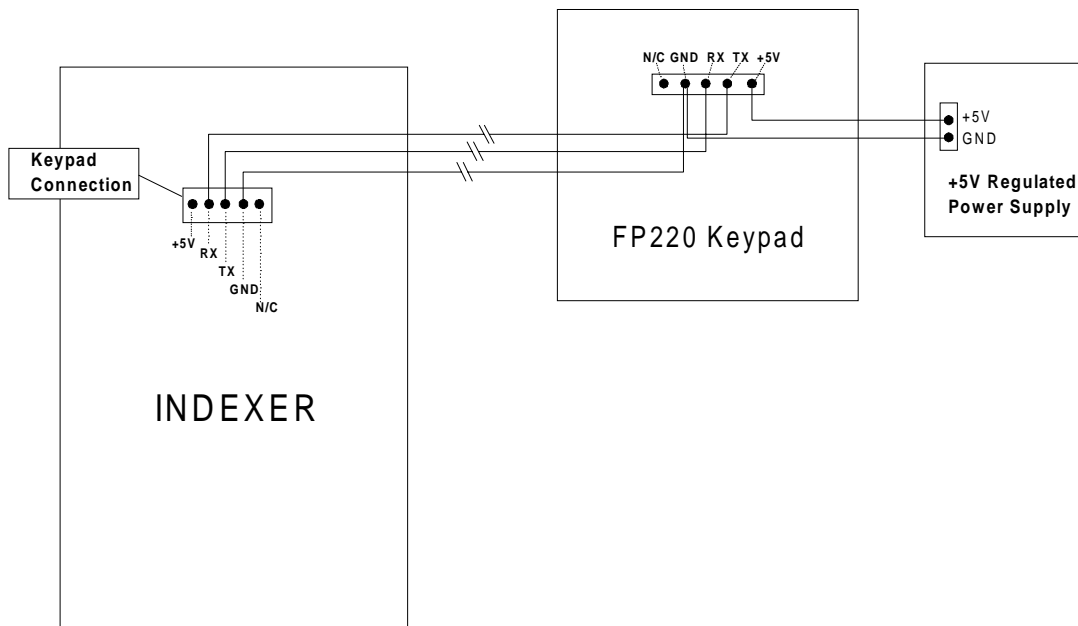 N/C GND RX TX +5V
+5V
GND
+5V Regulated
Power Supply
FP220 Keypad
Keypad
Connection
+5V
RX
TX
GND
N/C
INDEXER